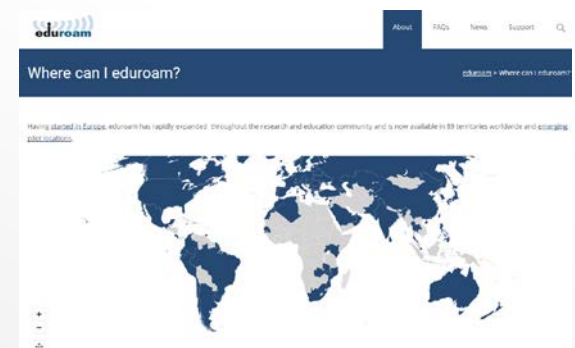 eduroam
About FAQs News Support
Where can I eduroam?
eduroam » Where can I eduroam?
Having started in Europe, eduroam has rapidly expanded throughout the research and education community and is now available in 89 territories worldwide and emerging
pilot locations.
+
−